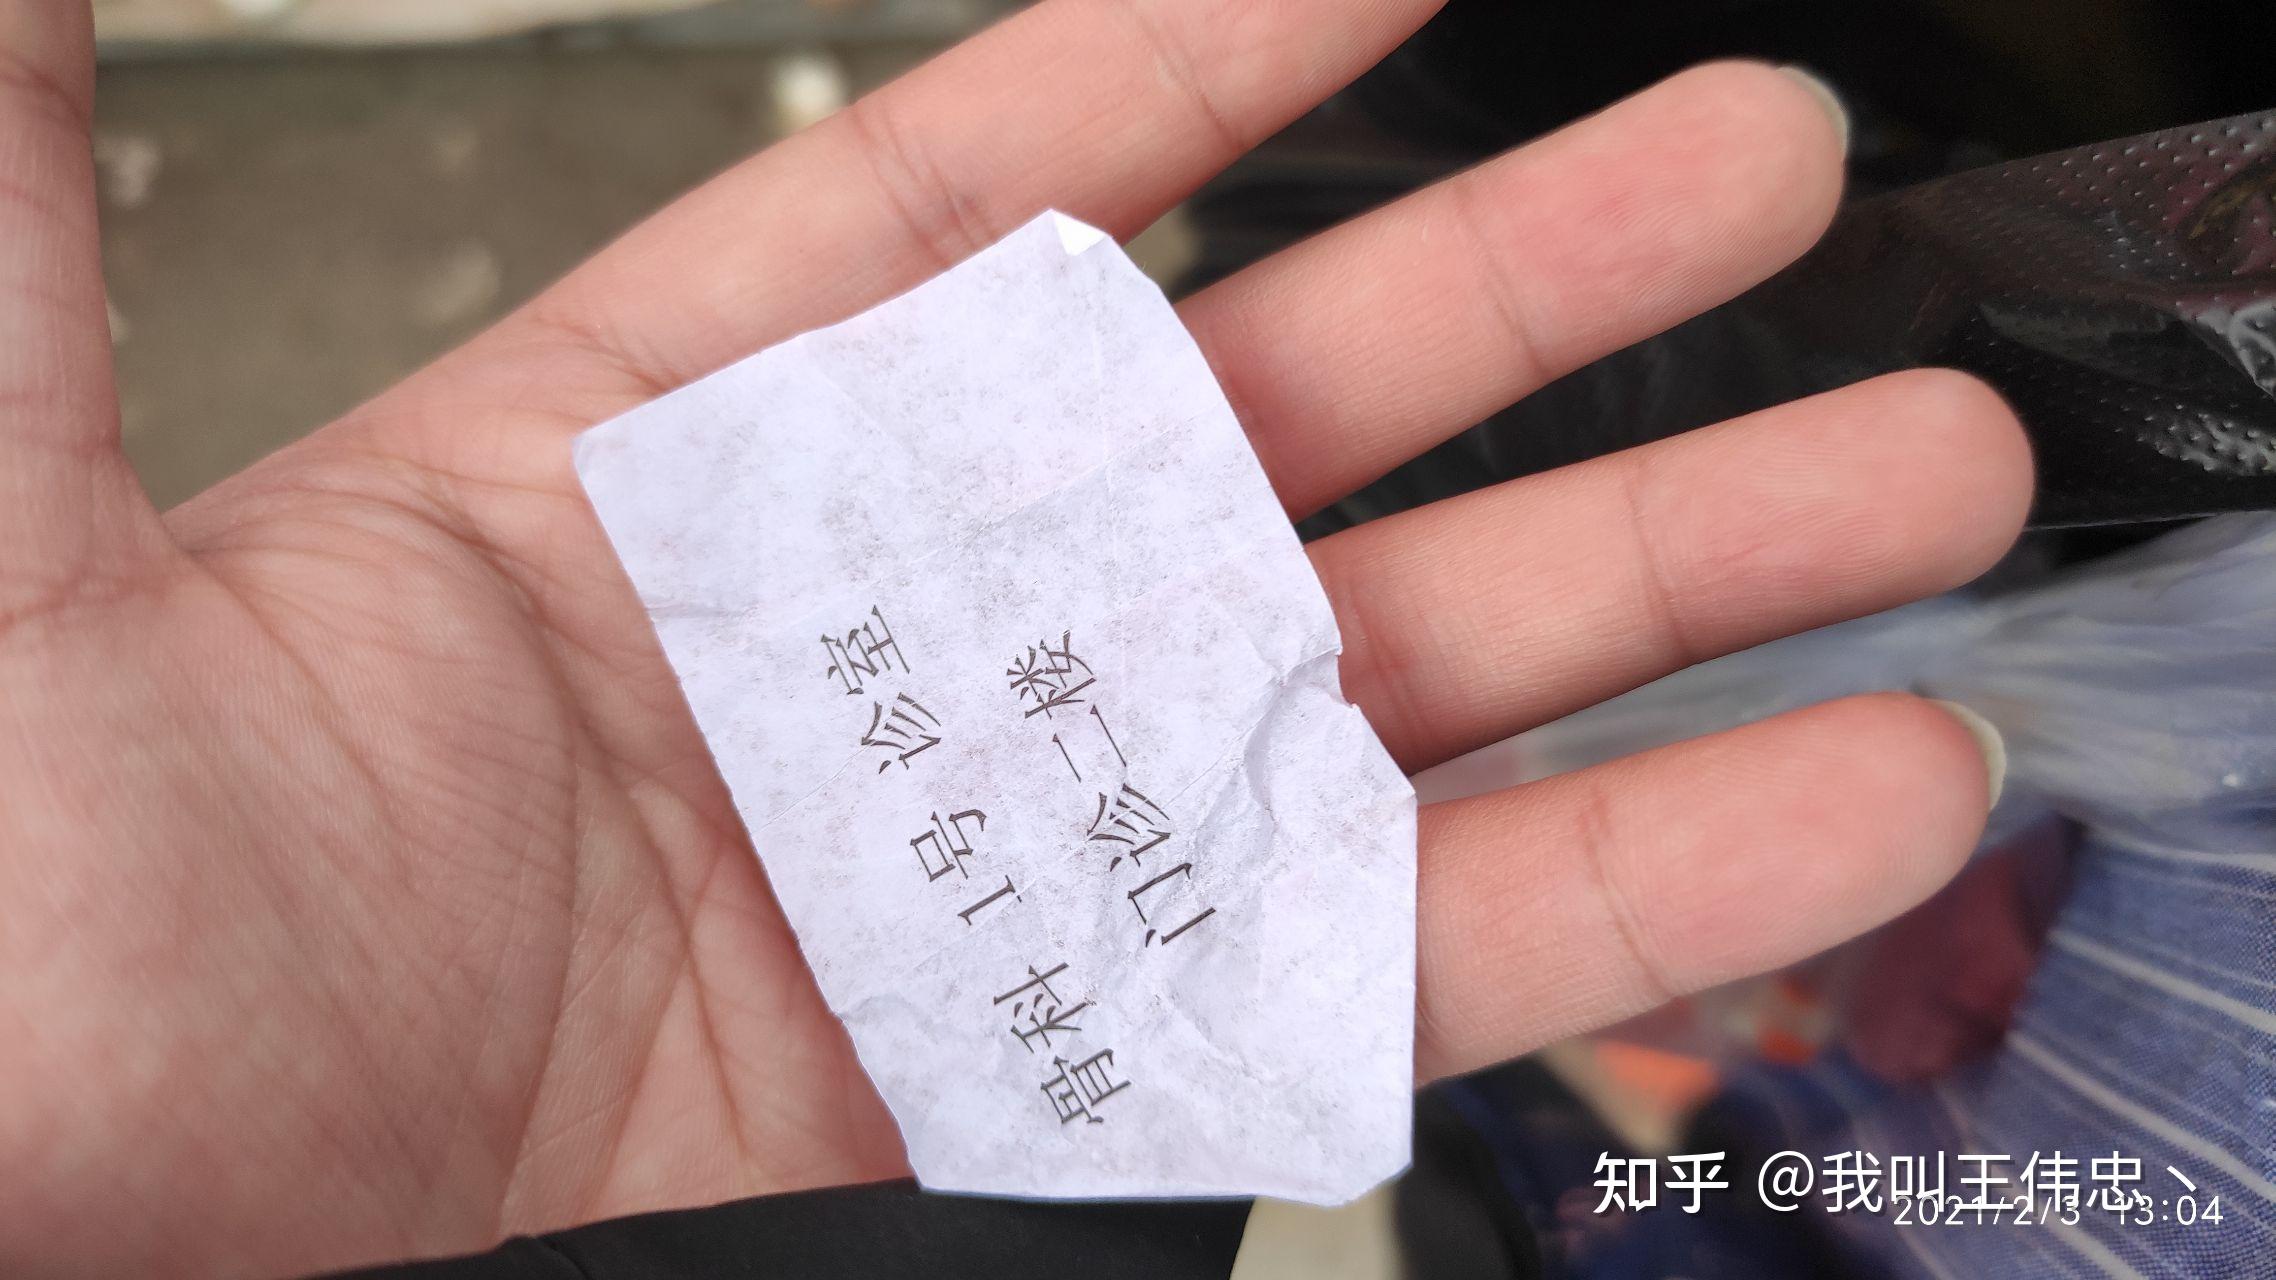 骨科 1号 诊室
门诊二楼
知乎 @我叫王伟忠丶
2021/2/3 13:04